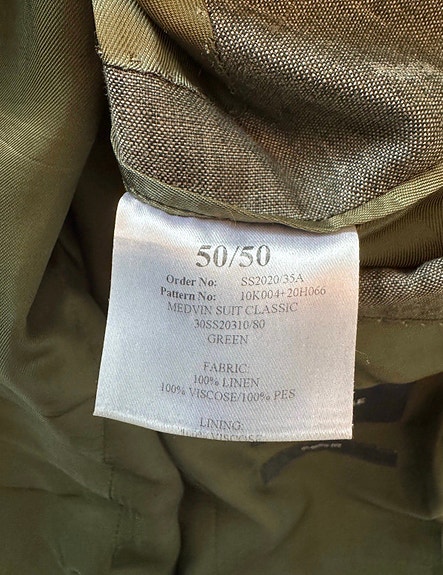 50/50
Order No: SS2020/35A
Pattern No: 10K004+20H066
MEDVIN SUIT CLASSIC
30SS20310/80
GREEN
FABRIC:
100% LINEN
100% VISCOSE/100% PES
LINING:
VISCOSE